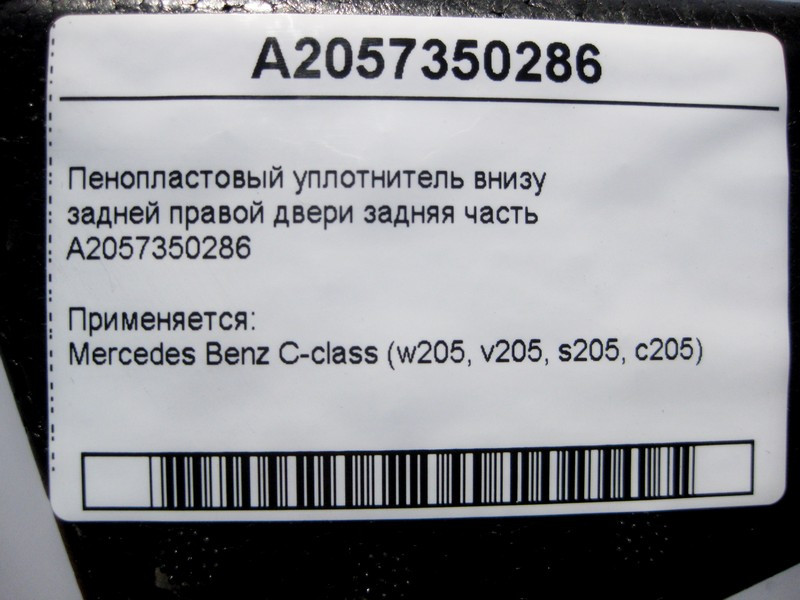 A2057350286
Пенопластовый уплотнитель внизу
задней правой двери задняя часть
A2057350286
Применяется:
Mercedes Benz C-class (w205, v205, s205, c205)